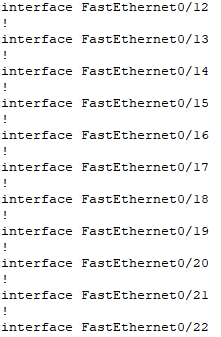 interface FastEthernet0/12
!
interface FastEthernet0/13
!
interface FastEthernet0/14
!
interface FastEthernet0/15
!
interface FastEthernet0/16
!
interface FastEthernet0/17
!
interface FastEthernet0/18
!
interface FastEthernet0/19
!
interface FastEthernet0/20
!
interface FastEthernet0/21
!
interface FastEthernet0/22